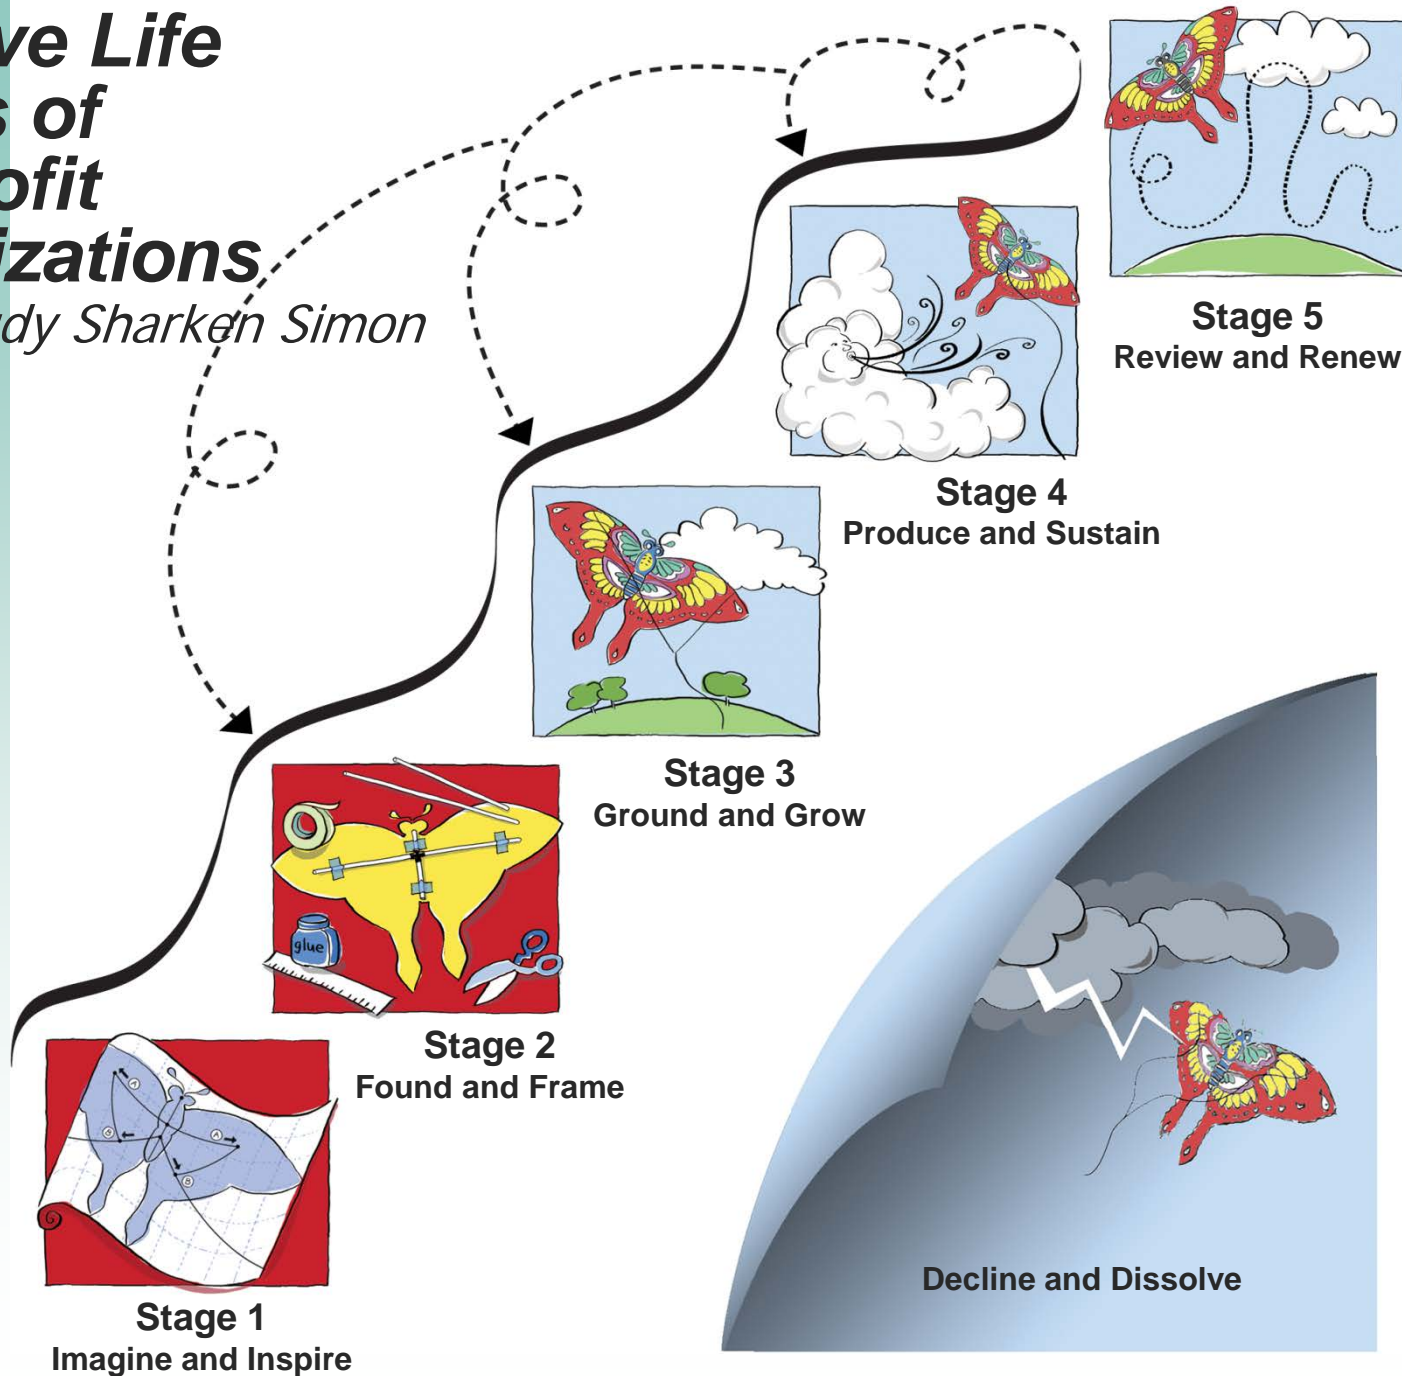 ve Life
s of
ofit
izations
dy Sharken Simon
Stage 5
Review and Renew
Stage 4
Produce and Sustain
Stage 3
Ground and Grow
glue
Stage 2
Found and Frame
A
B
A
B
Stage 1
Imagine and Inspire
Decline and Dissolve